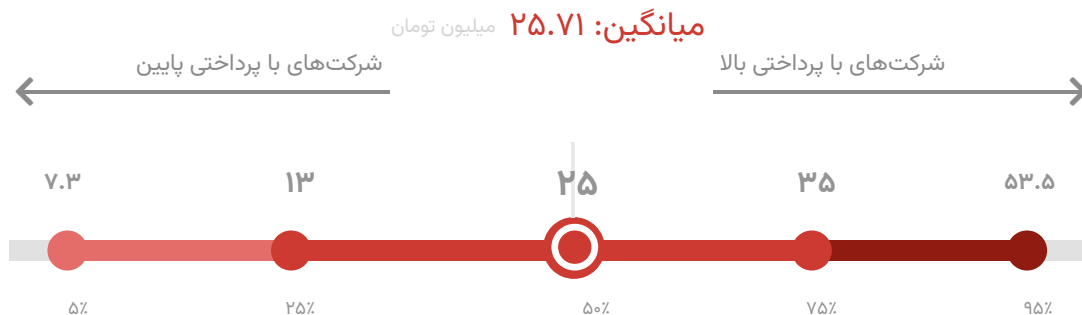 میانگین: ۲۵.۷۱ میلیون تومان
شرکت‌های با پرداختی بالا
شرکت‌های با پرداختی پایین
۷.۳ ۱۳ ۲۵ ۳۵ ۵۳.۵
۵٪ ۲۵٪ ۵۰٪ ۷۵٪ ۹۵٪